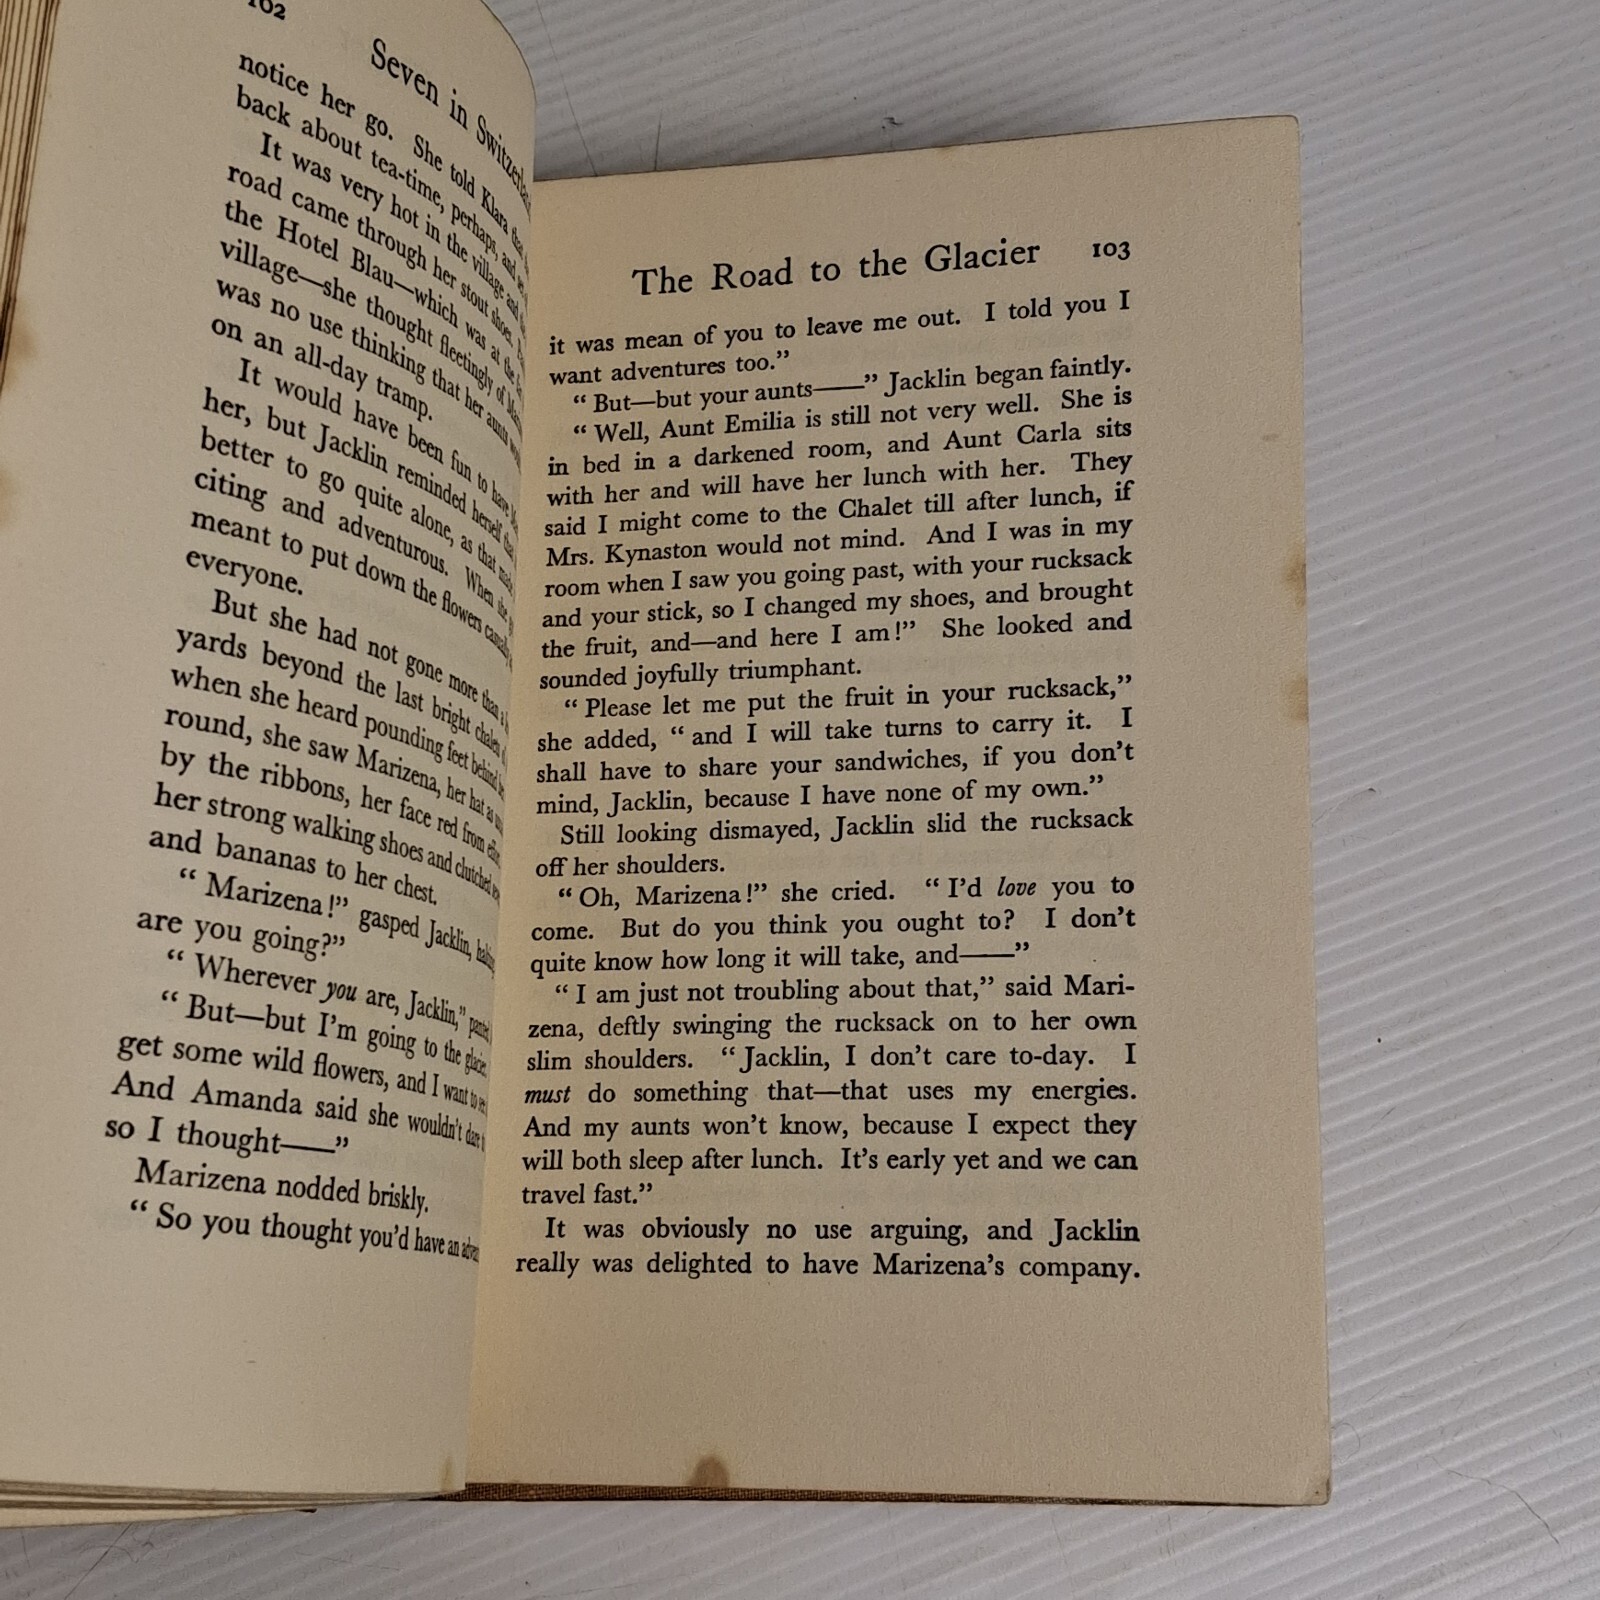 102
Seven in
notice her go. She told Klara that
back about tea-time, perhaps, and
It was very hot in the village and
road came through her stout shoes.
the Hotel Blau—which was at the
village—she thought fleetingly of
was no use thinking that her aunts
on an all-day tramp.
It would have been fun to have
her, but Jacklin reminded herself that
better to go quite alone, as that made
citing and adventurous. When she
meant to put down the flowers casually
everyone.
But she had not gone more than a
yards beyond the last bright chalet
when she heard pounding feet behind
round, she saw Marizena, her hat as
by the ribbons, her face red from
her strong walking shoes and clutched
and bananas to her chest.
“Marizena!” gasped Jacklin,
are you going?”
“Wherever you are, Jacklin,”
“But—but I’m going to the
get some wild flowers, and I want to
And Amanda said she wouldn’t dare
so I thought——”
Marizena nodded briskly.
“So you thought you’d have an
The Road to the Glacier 103
it was mean of you to leave me out. I told you I
want adventures too.”
“But—but your aunts——” Jacklin began faintly.
“Well, Aunt Emilia is still not very well. She is
in bed in a darkened room, and Aunt Carla sits
with her and will have her lunch with her. They
said I might come to the Chalet till after lunch, if
Mrs. Kynaston would not mind. And I was in my
room when I saw you going past, with your rucksack
and your stick, so I changed my shoes, and brought
the fruit, and—and here I am!” She looked and
sounded joyfully triumphant.
“Please let me put the fruit in your rucksack,”
she added, “and I will take turns to carry it. I
shall have to share your sandwiches, if you don’t
mind, Jacklin, because I have none of my own.”
Still looking dismayed, Jacklin slid the rucksack
off her shoulders.
“Oh, Marizena!” she cried. “I’d love you to
come. But do you think you ought to? I don’t
quite know how long it will take, and——”
“I am just not troubling about that,” said Mari-
zena, deftly swinging the rucksack on to her own
slim shoulders. “Jacklin, I don’t care to-day. I
must do something that—that uses my energies.
And my aunts won’t know, because I expect they
will both sleep after lunch. It’s early yet and we can
travel fast.”
It was obviously no use arguing, and Jacklin
really was delighted to have Marizena’s company.